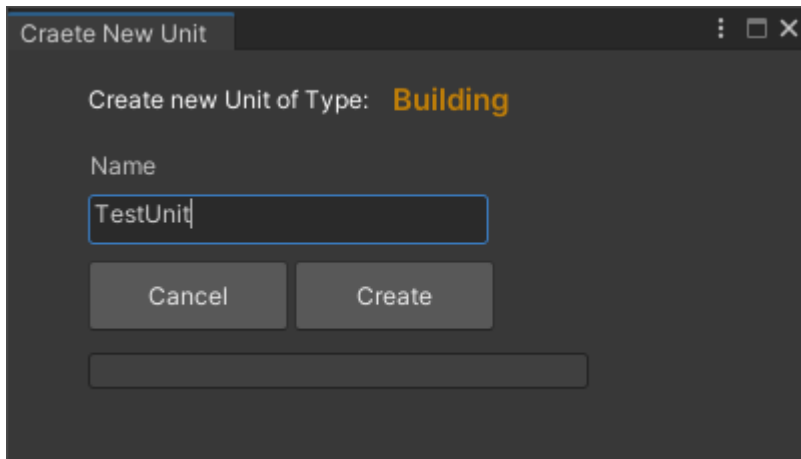 Craete New Unit
Create new Unit of Type: Building
Name
TestUnit
Cancel Create